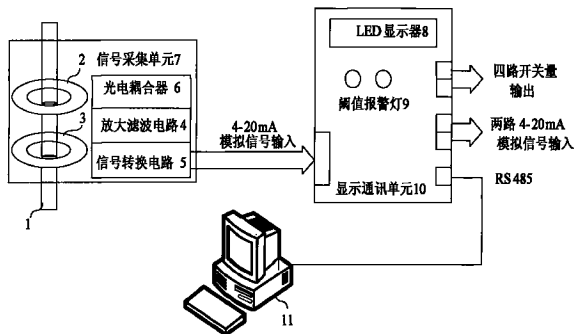 信号采集单元7
2
光电耦合器 6
3
放大滤波电路4
信号转换电路 5
1
4-20mA
模拟信号输入
LED显示器8
阈值报警灯9
显示通讯单元10
四路开关量
输出
两路 4-20mA
模拟信号输入
RS485
11